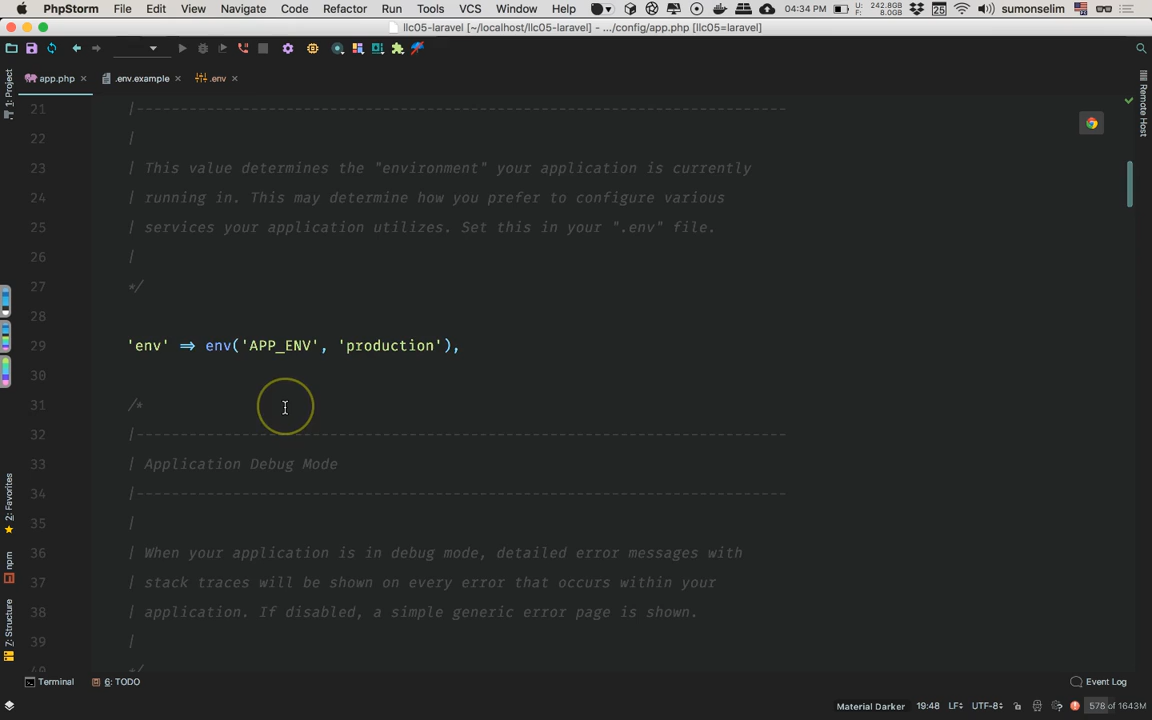 PhpStorm File Edit View Navigate Code Refactor Run Tools VCS Window Help 04:34 PM U: 242.8GB F: 8.0GB 25 sumonselim
llc05-laravel [~/localhost/llc05-laravel] - .../config/app.php [llc05=laravel]
app.php .env.example .env
1: Project
Remote Host
2: Favorites
npm
7: Structure
21 |-------------------------------------------------------------------------
22 |
23 | This value determines the "environment" your application is currently
24 | running in. This may determine how you prefer to configure various
25 | services your application utilizes. Set this in your ".env" file.
26 |
27 */
28
29 'env' => env('APP_ENV', 'production'),
30
31 /*
32 |-------------------------------------------------------------------------
33 | Application Debug Mode
34 |-------------------------------------------------------------------------
35 |
36 | When your application is in debug mode, detailed error messages with
37 | stack traces will be shown on every error that occurs within your
38 | application. If disabled, a simple generic error page is shown.
39 |
40 */
Terminal 6: TODO Event Log
Material Darker 19:48 LF UTF-8 578 of 1643M